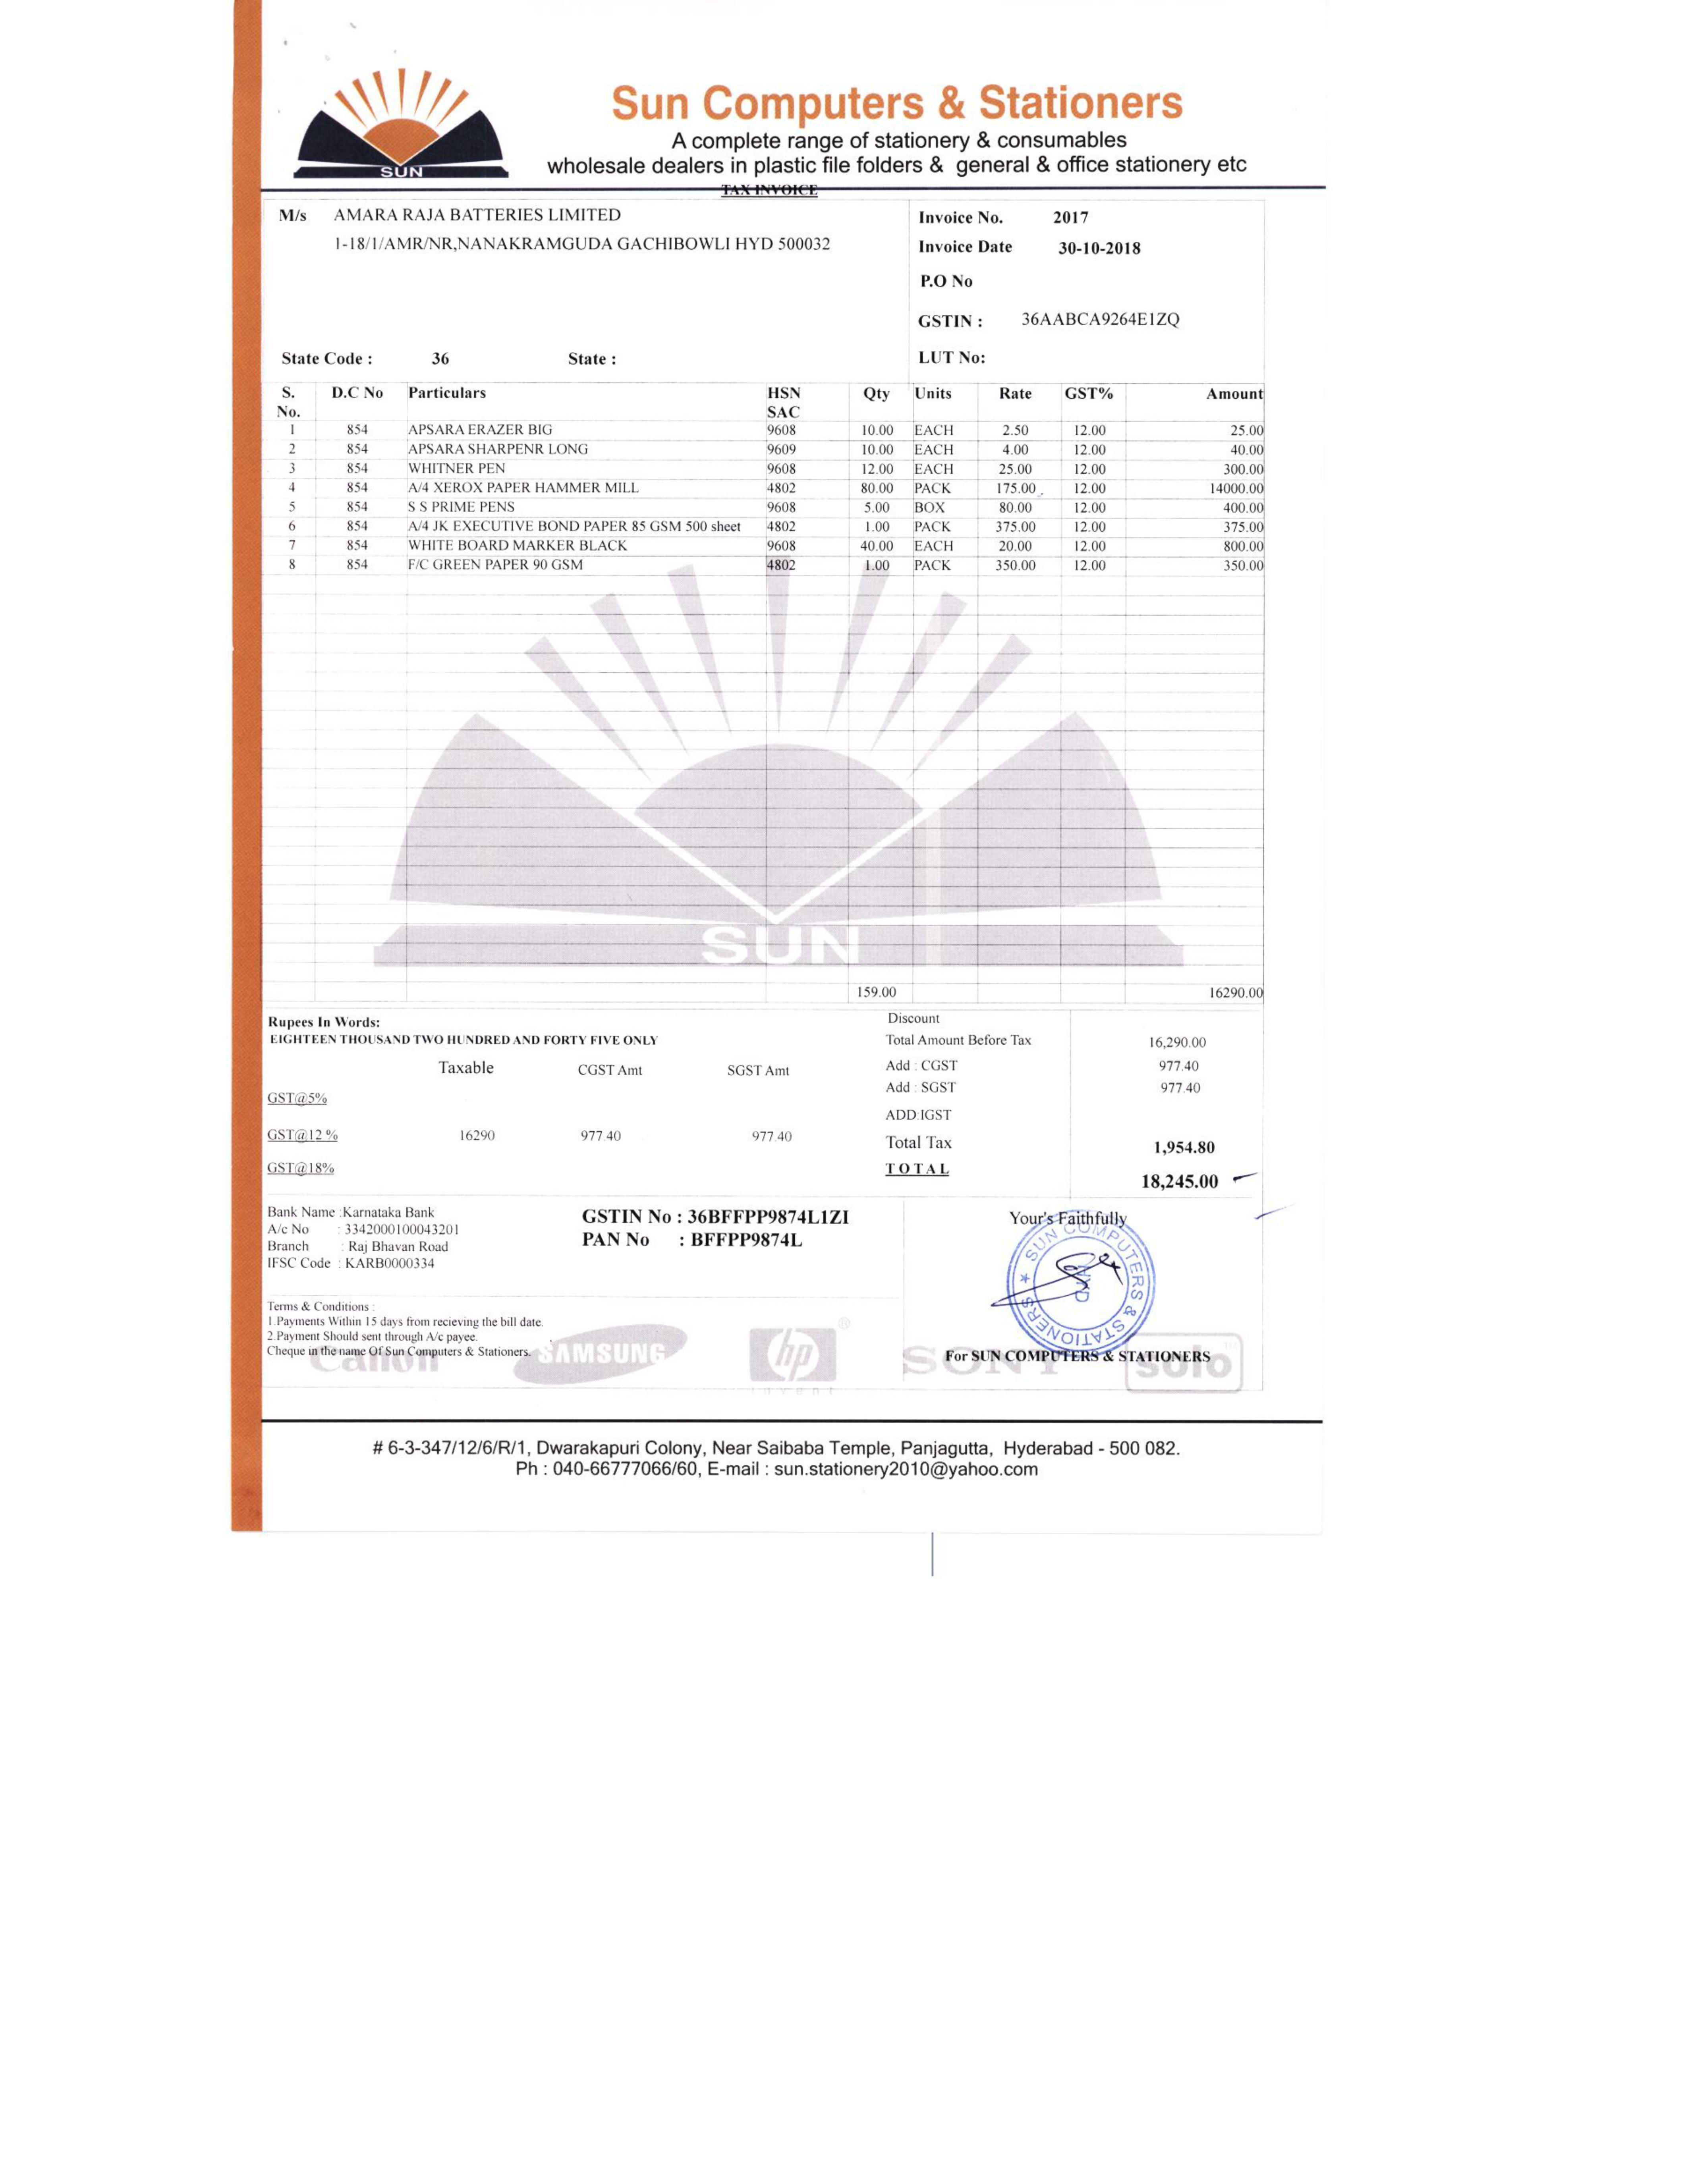 SUN
Sun Computers & Stationers
A complete range of stationery & consumables
wholesale dealers in plastic file folders & general & office stationery etc
TAX INVOICE
M/s AMARA RAJA BATTERIES LIMITED
1-18/1/AMR/NR,NANAKRAMGUDA GACHIBOWLI HYD 500032
Invoice No. 2017
Invoice Date 30-10-2018
P.O No
GSTIN : 36AABCA9264E1ZQ
State Code : 36 State : LUT No:
S. No. D.C No Particulars HSN SAC Qty Units Rate GST% Amount
1 854 APSARA ERAZER BIG 9608 10.00 EACH 2.50 12.00 25.00
2 854 APSARA SHARPENR LONG 9609 10.00 EACH 4.00 12.00 40.00
3 854 WHITNER PEN 9608 12.00 EACH 25.00 12.00 300.00
4 854 A/4 XEROX PAPER HAMMER MILL 4802 80.00 PACK 175.00 12.00 14000.00
5 854 S S PRIME PENS 9608 5.00 BOX 80.00 12.00 400.00
6 854 A/4 JK EXECUTIVE BOND PAPER 85 GSM 500 sheet 4802 1.00 PACK 375.00 12.00 375.00
7 854 WHITE BOARD MARKER BLACK 9608 40.00 EACH 20.00 12.00 800.00
8 854 F/C GREEN PAPER 90 GSM 4802 1.00 PACK 350.00 12.00 350.00
SUN
159.00 16290.00
Rupees In Words:
EIGHTEEN THOUSAND TWO HUNDRED AND FORTY FIVE ONLY
Taxable CGST Amt SGST Amt
GST@5%
GST@12 % 16290 977.40 977.40
GST@18%
Discount
Total Amount Before Tax 16,290.00
Add : CGST 977.40
Add : SGST 977.40
ADD:IGST
Total Tax 1,954.80
TOTAL 18,245.00
Bank Name :Karnataka Bank
A/c No : 3342000100043201
Branch : Raj Bhavan Road
IFSC Code : KARB0000334
GSTIN No : 36BFFPP9874L1ZI
PAN No : BFFPP9874L
Your's Faithfully
SUN COMPUTERS & STATIONERS ★
HYD
Terms & Conditions :
1.Payments Within 15 days from recieving the bill date.
2.Payment Should sent through A/c payee.
Cheque in the name Of Sun Computers & Stationers.
For SUN COMPUTERS & STATIONERS
Canon SAMSUNG hp ® invent SONY solo
# 6-3-347/12/6/R/1, Dwarakapuri Colony, Near Saibaba Temple, Panjagutta, Hyderabad - 500 082.
Ph : 040-66777066/60, E-mail : sun.stationery2010@yahoo.com